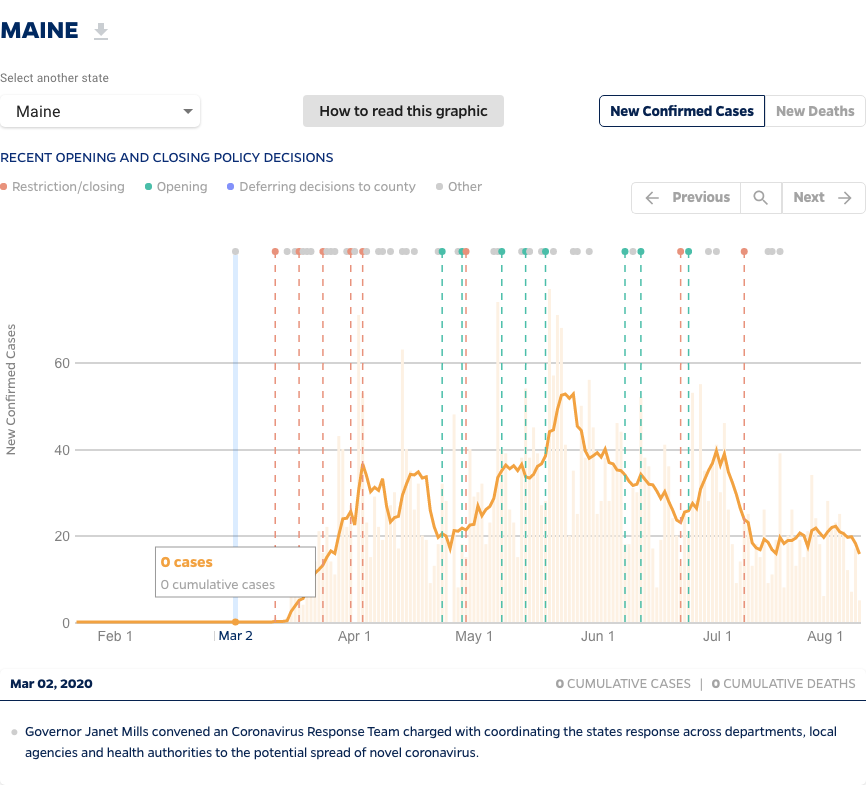 MAINE
Select another state
Maine
How to read this graphic
New Confirmed Cases
New Deaths
RECENT OPENING AND CLOSING POLICY DECISIONS
Restriction/closing
Opening
Deferring decisions to county
Other
Previous
Next
New Confirmed Cases
60
40
20
0
0 cases
0 cumulative cases
Feb 1
Mar 2
Apr 1
May 1
Jun 1
Jul 1
Aug 1
Mar 02, 2020
0 CUMULATIVE CASES | 0 CUMULATIVE DEATHS
Governor Janet Mills convened an Coronavirus Response Team charged with coordinating the states response across departments, local
agencies and health authorities to the potential spread of novel coronavirus.